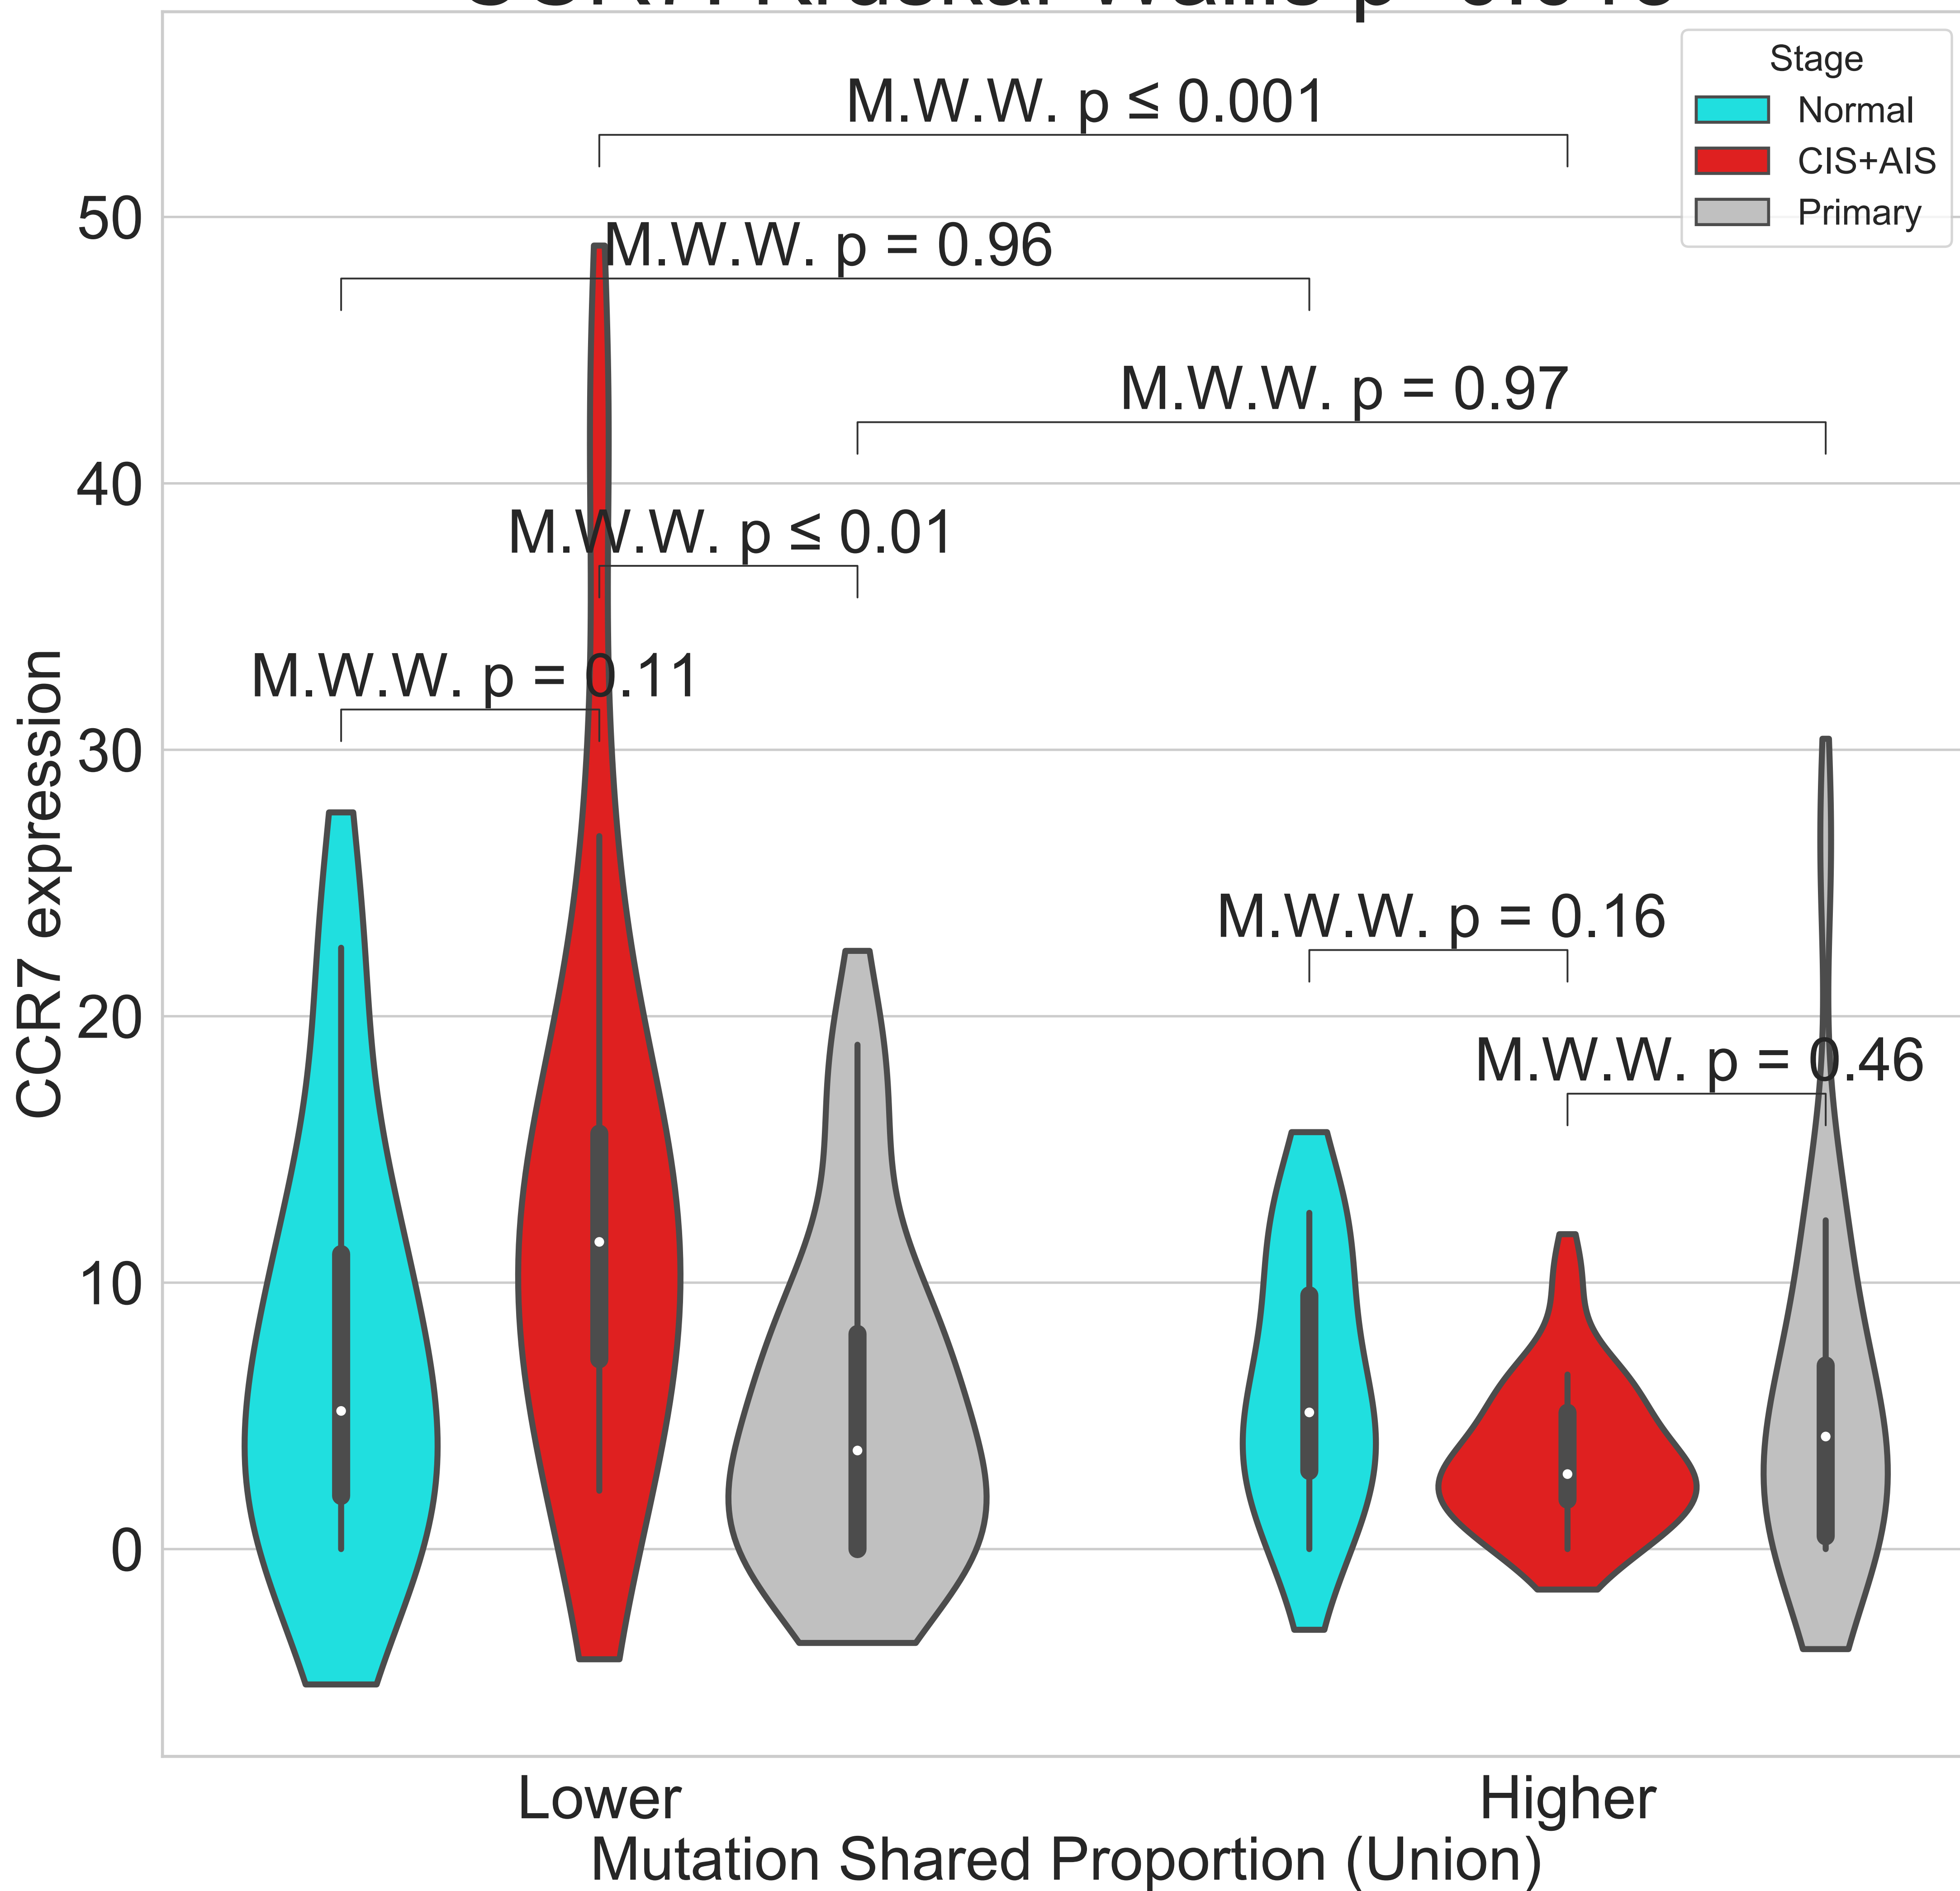 Stage
Normal
CIS+AIS
Primary
M.W.W. p ≤ 0.001
M.W.W. p = 0.96
M.W.W. p = 0.97
M.W.W. p ≤ 0.01
M.W.W. p = 0.11
M.W.W. p = 0.16
M.W.W. p = 0.46
50
40
30
20
10
0
CCR7 expression
Lower
Higher
Mutation Shared Proportion (Union)